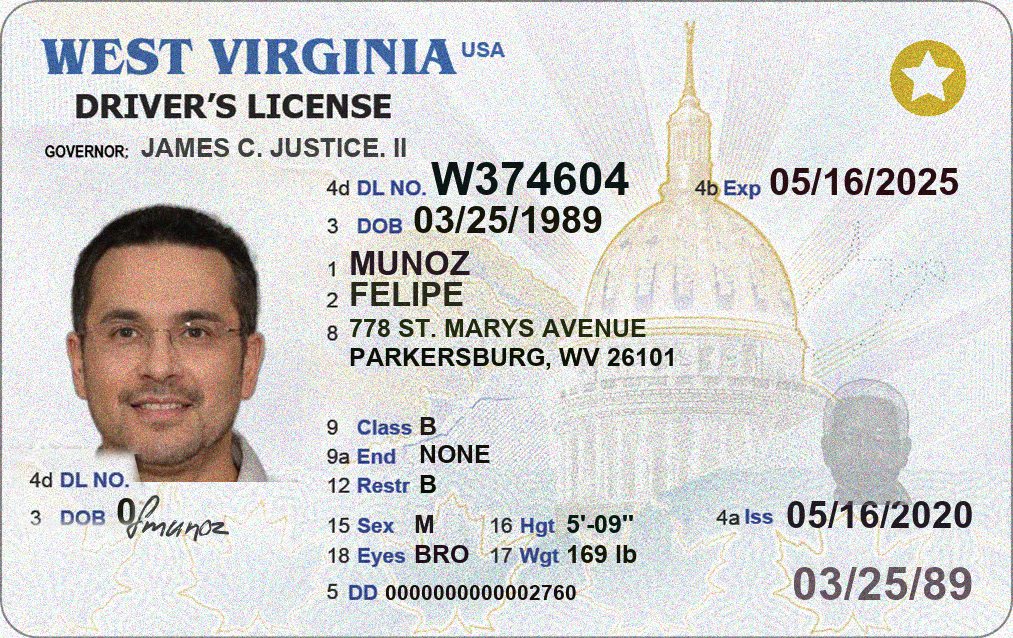 WEST VIRGINIA USA
DRIVER'S LICENSE
GOVERNOR: JAMES C. JUSTICE. II
4d DL NO. W374604 4b Exp 05/16/2025
3 DOB 03/25/1989
1 MUNOZ
2 FELIPE
8 778 ST. MARYS AVENUE
PARKERSBURG, WV 26101
9 Class B
9a End NONE
12 Restr B
4d DL NO.
3 DOB 0
fmunoz
15 Sex M 16 Hgt 5'-09"
18 Eyes BRO 17 Wgt 169 lb
5 DD 0000000000002760
4a Iss 05/16/2020
03/25/89